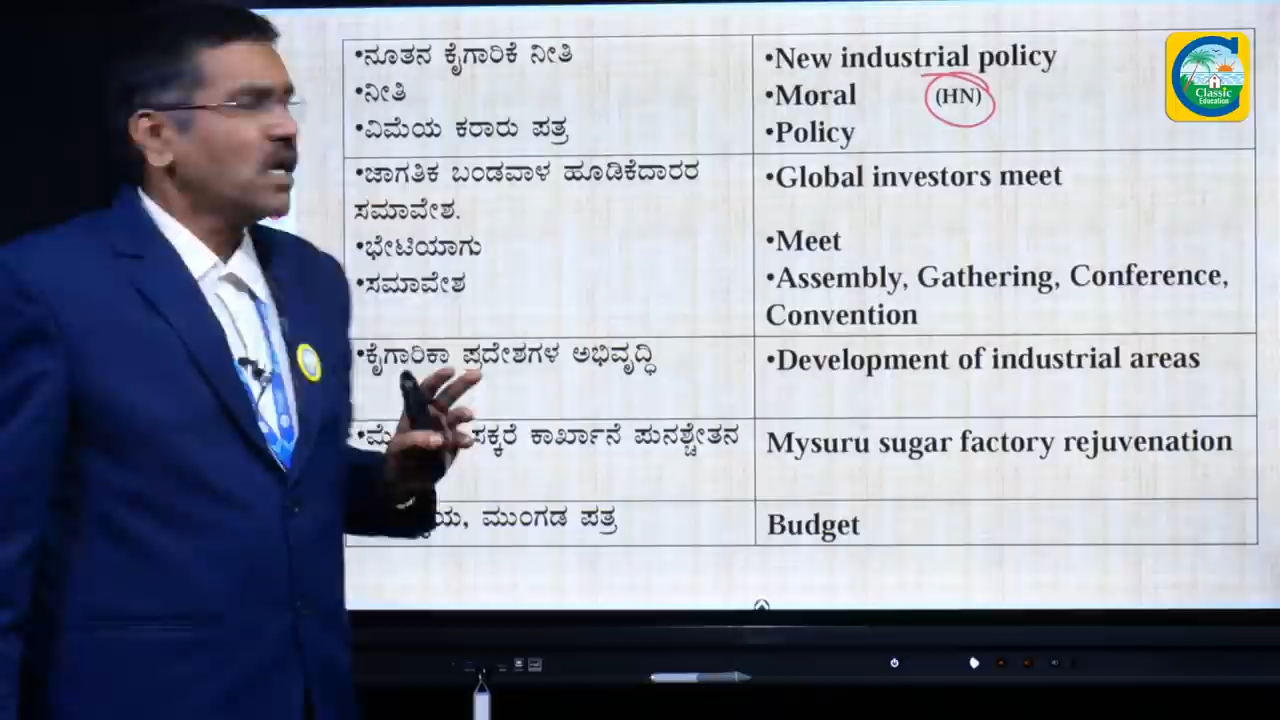 •ನೂತನ ಕೈಗಾರಿಕೆ ನೀತಿ
•ನೀತಿ
•ವಿಮೆಯ ಕರಾರು ಪತ್ರ
•New industrial policy
•Moral (HN)
•Policy
•ಜಾಗತಿಕ ಬಂಡವಾಳ ಹೂಡಿಕೆದಾರರ
ಸಮಾವೇಶ.
•ಭೇಟಿಯಾಗು
•ಸಮಾವೇಶ
•Global investors meet
•Meet
•Assembly, Gathering, Conference,
Convention
•ಕೈಗಾರಿಕಾ ಪ್ರದೇಶಗಳ ಅಭಿವೃದ್ಧಿ
•Development of industrial areas
ಸಕ್ಕರೆ ಕಾರ್ಖಾನೆ ಪುನಶ್ಚೇತನ
Mysuru sugar factory rejuvenation
ಮುಂಗಡ ಪತ್ರ
Budget
Classic
Education